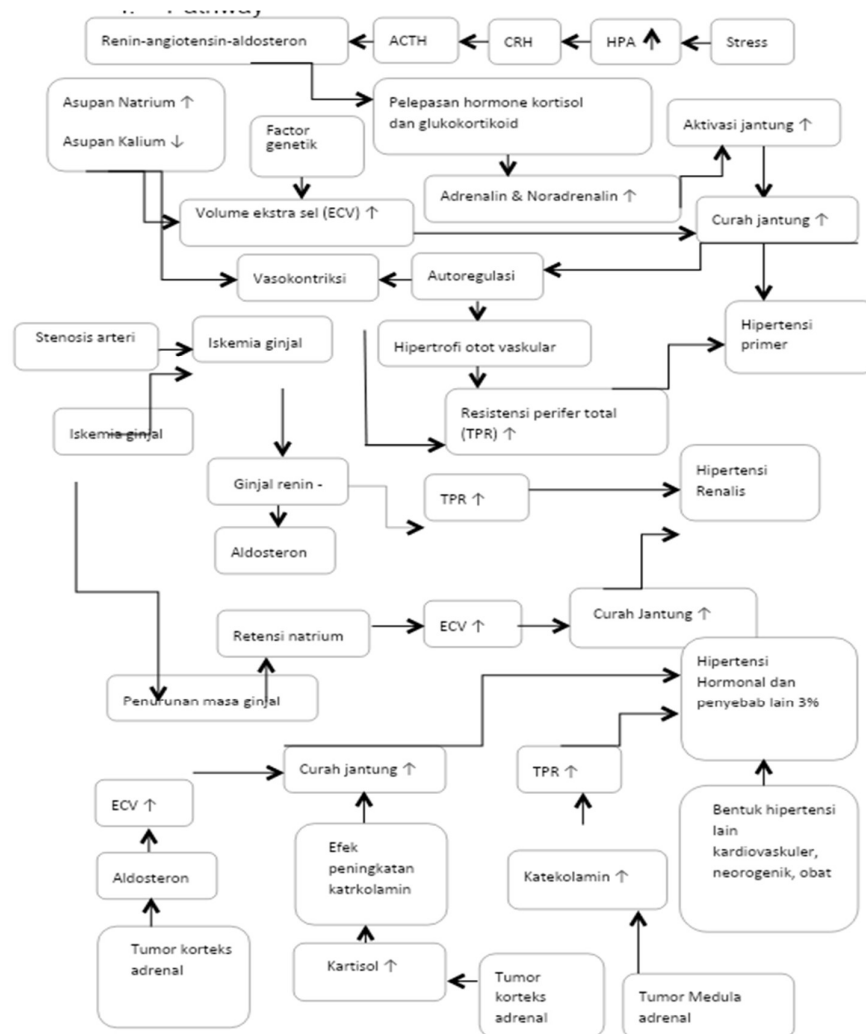 Pathway
Renin-angiotensin-aldosteron
ACTH
CRH
HPA ↑
Stress
Asupan Natrium ↑
Asupan Kalium ↓
Factor
genetik
Pelepasan hormone kortisol
dan glukokortikoid
Aktivasi jantung ↑
Adrenalin & Noradrenalin ↑
Volume ekstra sel (ECV) ↑
Curah jantung ↑
Vasokontriksi
Autoregulasi
Hipertensi
primer
Stenosis arteri
Iskemia ginjal
Hipertrofi otot vaskular
Resistensi perifer total
(TPR) ↑
Iskemia ginjal
Ginjal renin -
TPR ↑
Hipertensi
Renalis
Aldosteron
Retensi natrium
ECV ↑
Curah Jantung ↑
Penurunan masa ginjal
Hipertensi
Hormonal dan
penyebab lain 3%
Curah jantung ↑
TPR ↑
ECV ↑
Bentuk hipertensi
lain
kardiovaskuler,
neorogenik, obat
Efek
peningkatan
katrkolamin
Aldosteron
Katekolamin ↑
Tumor korteks
adrenal
Kartisol ↑
Tumor
korteks
adrenal
Tumor Medula
adrenal